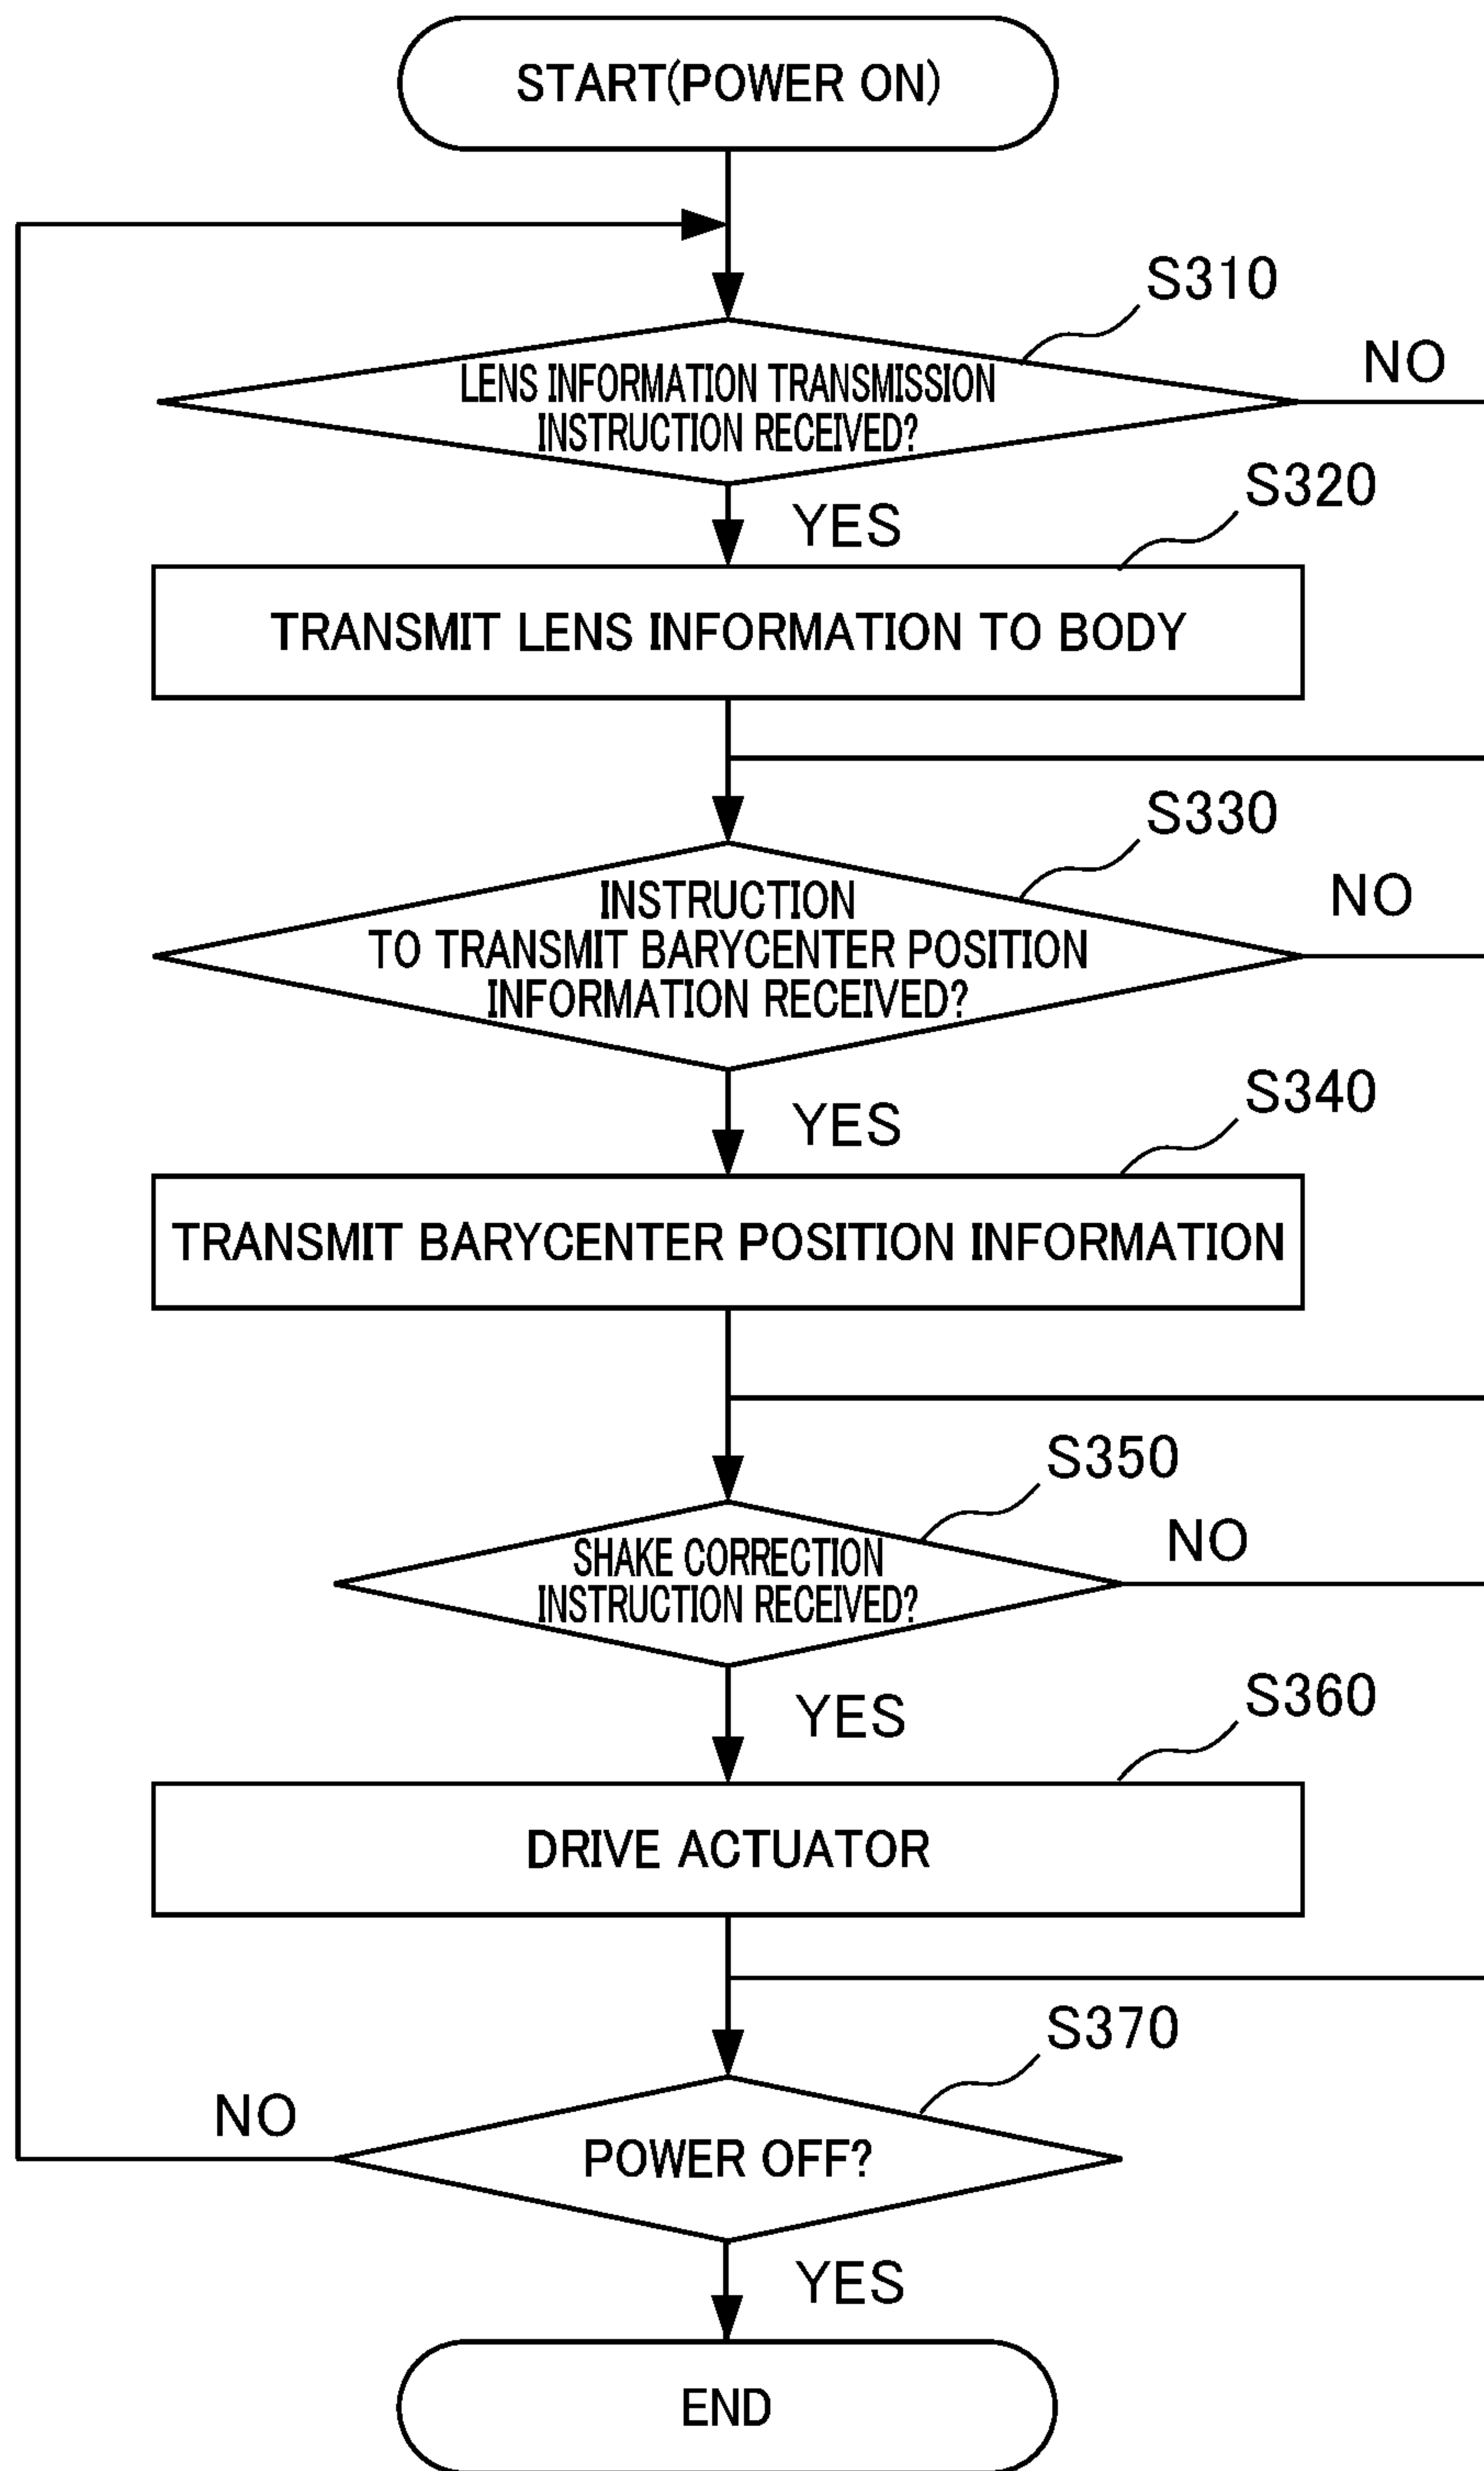 START(POWER ON)
S310
NO
LENS INFORMATION TRANSMISSION
INSTRUCTION RECEIVED?
S320
YES
TRANSMIT LENS INFORMATION TO BODY
S330
NO
INSTRUCTION
TO TRANSMIT BARYCENTER POSITION
INFORMATION RECEIVED?
S340
YES
TRANSMIT BARYCENTER POSITION INFORMATION
S350
NO
SHAKE CORRECTION
INSTRUCTION RECEIVED?
S360
YES
DRIVE ACTUATOR
S370
NO
POWER OFF?
YES
END